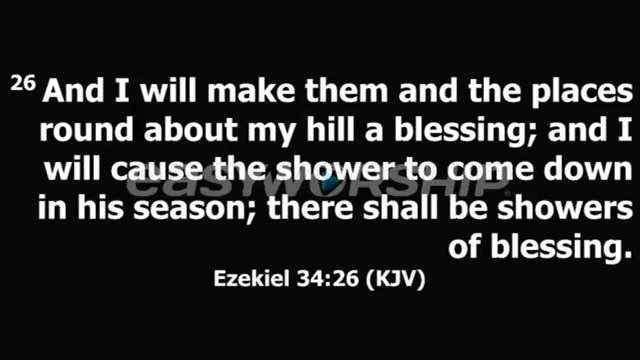 26 And I will make them and the places
round about my hill a blessing; and I
will cause the shower to come down
EASYWORSHIP
in his season; there shall be showers
of blessing.
Ezekiel 34:26 (KJV)